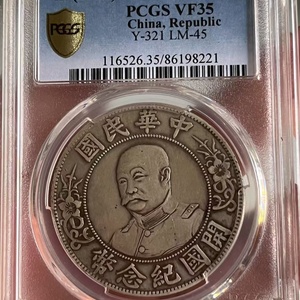 PCGS
PCGS VF35
China, Republic
Y-321 LM-45
116526.35/86198221
中華民國
開國紀念幣